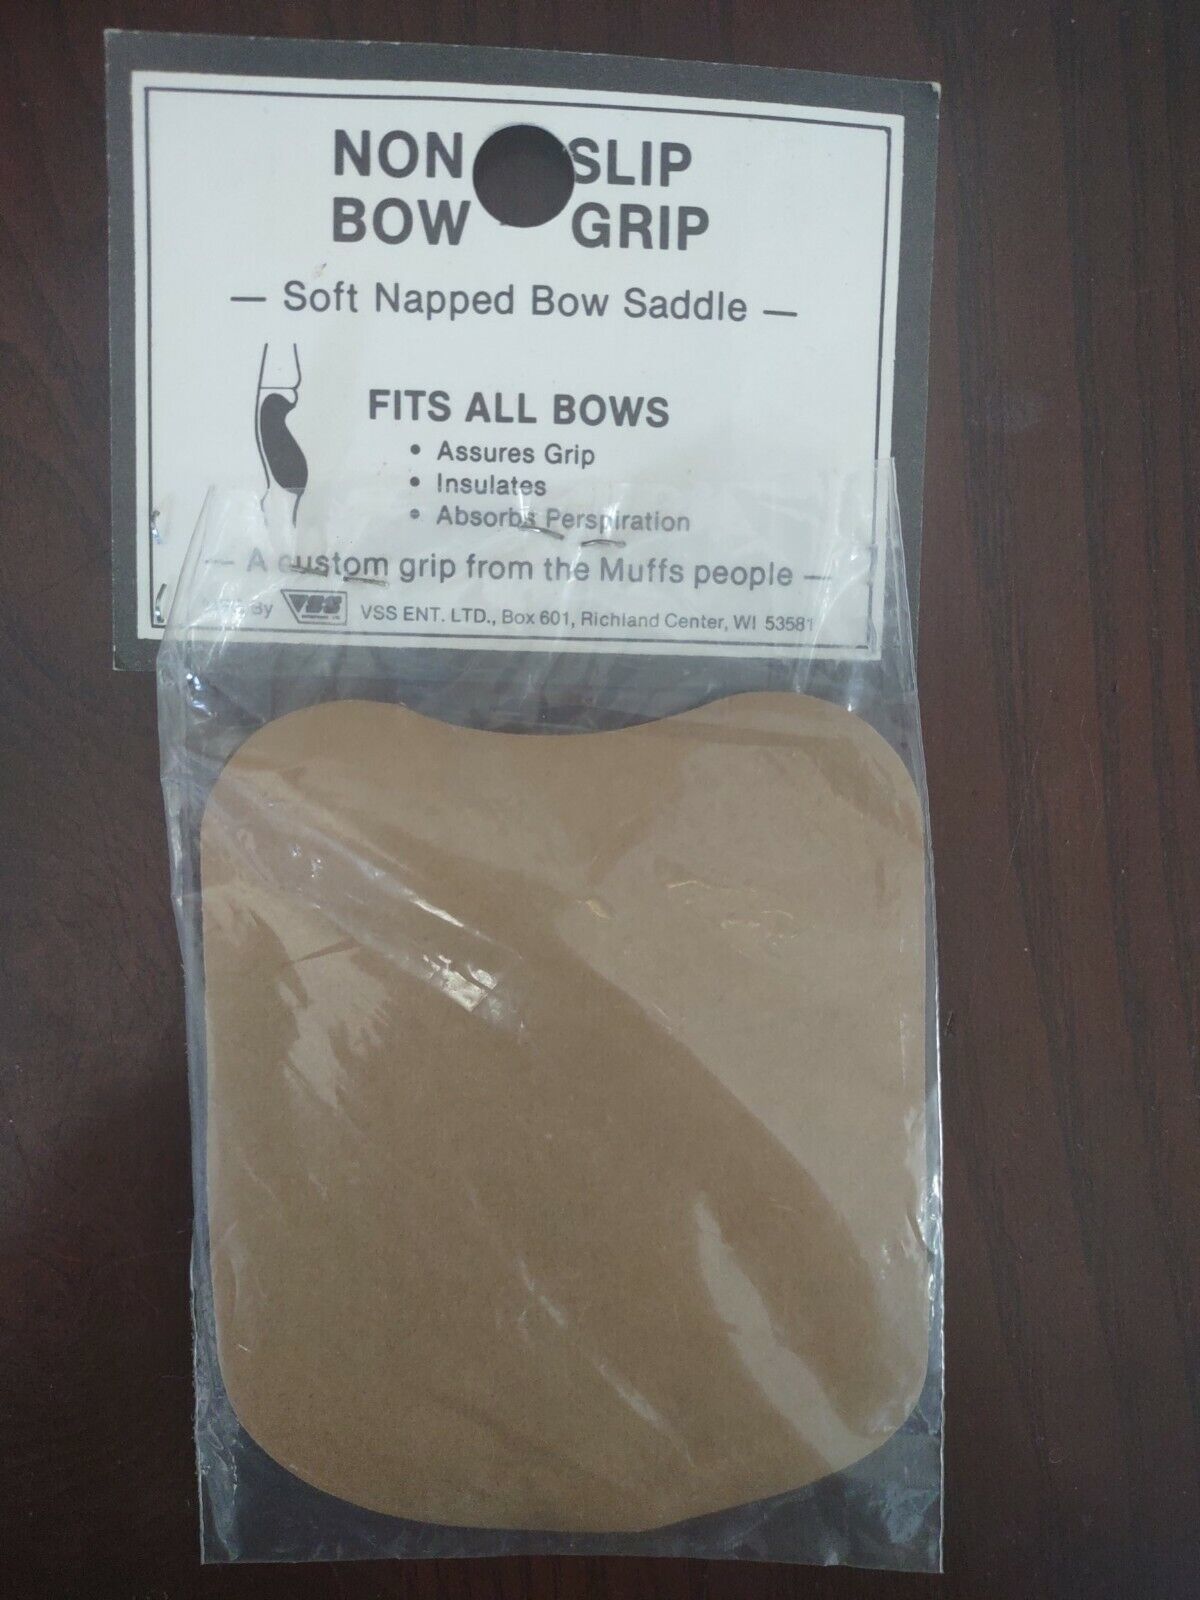 NON SLIP
BOW GRIP
— Soft Napped Bow Saddle —
FITS ALL BOWS
• Assures Grip
• Insulates
• Absorbs Perspiration
— A custom grip from the Muffs people —
By VSS VSS ENT. LTD., Box 601, Richland Center, WI 53581